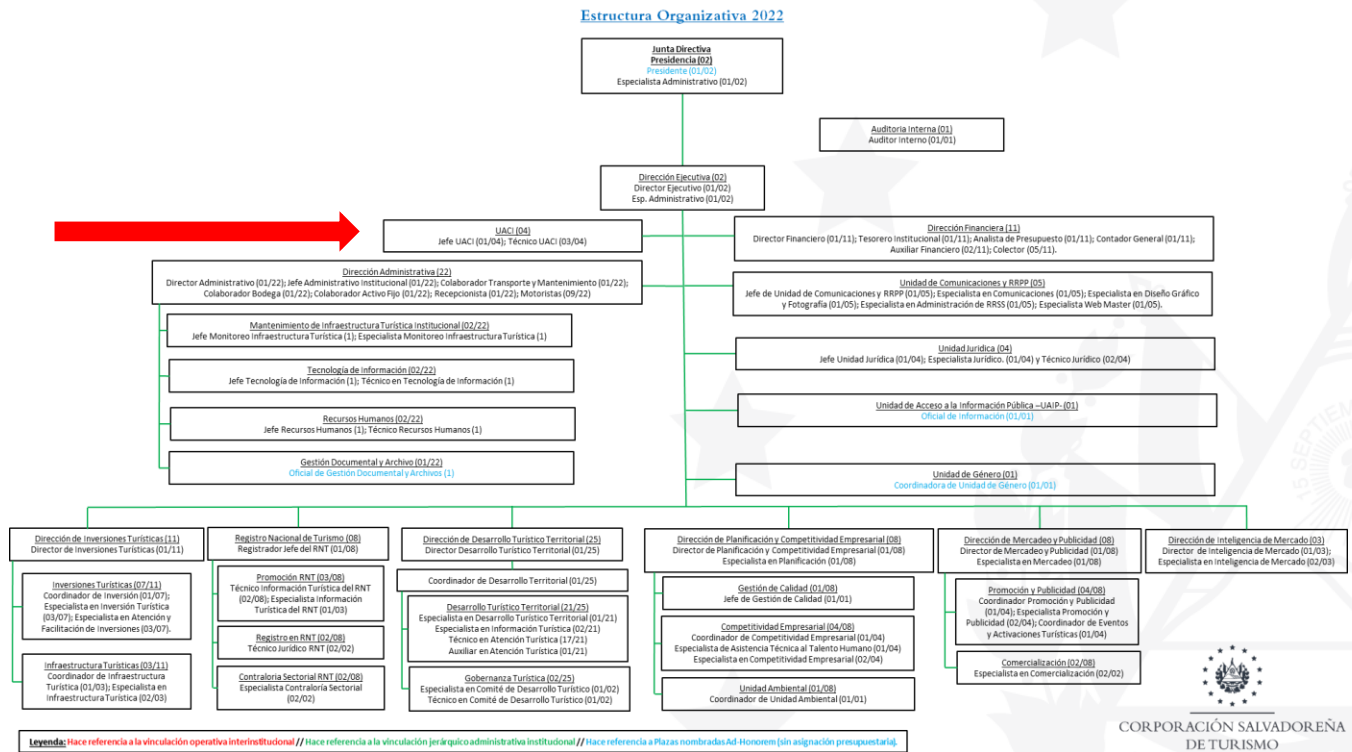 Estructura Organizativa 2022
Junta Directiva
Presidencia (02)
Presidente (01/02)
Especialista Administrativo (01/02)
Auditoria Interna (01)
Auditor Interno (01/01)
Dirección Ejecutiva (02)
Director Ejecutivo (01/02)
Esp. Administrativo (01/02)
UACI (04)
Jefe UACI (01/04); Técnico UACI (03/04)
Dirección Financiera (11)
Director Financiero (01/11); Tesorero Institucional (01/11); Analista de Presupuesto (01/11); Contador General (01/11);
Auxiliar Financiero (02/11); Colector (05/11).
Dirección Administrativa (22)
Director Administrativo (01/22); Jefe Administrativo Institucional (01/22); Colaborador Transporte y Mantenimiento (01/22);
Colaborador Bodega (01/22); Colaborador Activo Fijo (01/22); Recepcionista (01/22); Motoristas (09/22)
Unidad de Comunicaciones y RRPP (05)
Jefe de Unidad de Comunicaciones y RRPP (01/05); Especialista en Comunicaciones (01/05); Especialista en Diseño Gráfico
y Fotografía (01/05); Especialista en Administración de RRSS (01/05); Especialista Web Master (01/05).
Mantenimiento de Infraestructura Turística Institucional (02/22)
Jefe Monitoreo Infraestructura Turística (1); Especialista Monitoreo Infraestructura Turística (1)
Unidad Jurídica (04)
Jefe Unidad Jurídica (01/04); Especialista Jurídico. (01/04) y Técnico Jurídico (02/04)
Tecnología de Información (02/22)
Jefe Tecnología de Información (1); Técnico en Tecnología de Información (1)
Unidad de Acceso a la Información Pública –UAIP- (01)
Oficial de Información (01/01)
Recursos Humanos (02/22)
Jefe Recursos Humanos (1); Técnico Recursos Humanos (1)
Gestión Documental y Archivo (01/22)
Oficial de Gestión Documental y Archivos (1)
Unidad de Género (01)
Coordinadora de Unidad de Género (01/01)
Dirección de Inversiones Turísticas (11)
Director de Inversiones Turísticas (01/11)
Inversiones Turísticas (07/11)
Coordinador de Inversión (01/07);
Especialista en Inversión Turística
(03/07); Especialista en Atención y
Facilitación de Inversiones (03/07).
Infraestructura Turísticas (03/11)
Coordinador de Infraestructura
Turística (01/03); Especialista en
Infraestructura Turística (02/03)
Registro Nacional de Turismo (08)
Registrador Jefe del RNT (01/08)
Promoción RNT (03/08)
Técnico Información Turística del RNT
(02/08); Especialista Información
Turística del RNT (01/03)
Registro en RNT (02/08)
Técnico Jurídico RNT (02/02)
Contraloría Sectorial RNT (02/08)
Especialista Contraloría Sectorial
(02/02)
Dirección de Desarrollo Turístico Territorial (25)
Director Desarrollo Turístico Territorial (01/25)
Coordinador de Desarrollo Territorial (01/25)
Desarrollo Turístico Territorial (21/25)
Especialista en Desarrollo Turístico Territorial (01/21)
Especialista en Información Turística (02/21)
Técnico en Atención Turística (17/21)
Auxiliar en Atención Turística (01/21)
Gobernanza Turística (02/25)
Especialista en Comité de Desarrollo Turístico (01/02)
Técnico en Comité de Desarrollo Turístico (01/02)
Dirección de Planificación y Competitividad Empresarial (08)
Director de Planificación y Competitividad Empresarial (01/08)
Especialista en Planificación (01/08)
Gestión de Calidad (01/08)
Jefe de Gestión de Calidad (01/01)
Competitividad Empresarial (04/08)
Coordinador de Competitividad Empresarial (01/04)
Especialista de Asistencia Técnica al Talento Humano (01/04)
Especialista en Competitividad Empresarial (02/04)
Unidad Ambiental (01/08)
Coordinador de Unidad Ambiental (01/01)
Dirección de Mercadeo y Publicidad (08)
Director de Mercadeo y Publicidad (01/08)
Especialista en Mercadeo (01/08)
Promoción y Publicidad (04/08)
Coordinador Promoción y Publicidad
(01/04); Especialista Promoción y
Publicidad (02/04); Coordinador de Eventos
y Activaciones Turísticas (01/04)
Comercialización (02/08)
Especialista en Comercialización (02/02)
Dirección de Inteligencia de Mercado (03)
Director de Inteligencia de Mercado (01/03);
Especialista en Inteligencia de Mercado (02/03)
15 SEPTIEM
CORPORACIÓN SALVADOREÑA
DE TURISMO
Leyenda: Hace referencia a la vinculación operativa interinstitucional // Hace referencia a la vinculación jerárquico administrativa institucional // Hace referencia a Plazas nombradas Ad-Honorem (sin asignación presupuestaria).